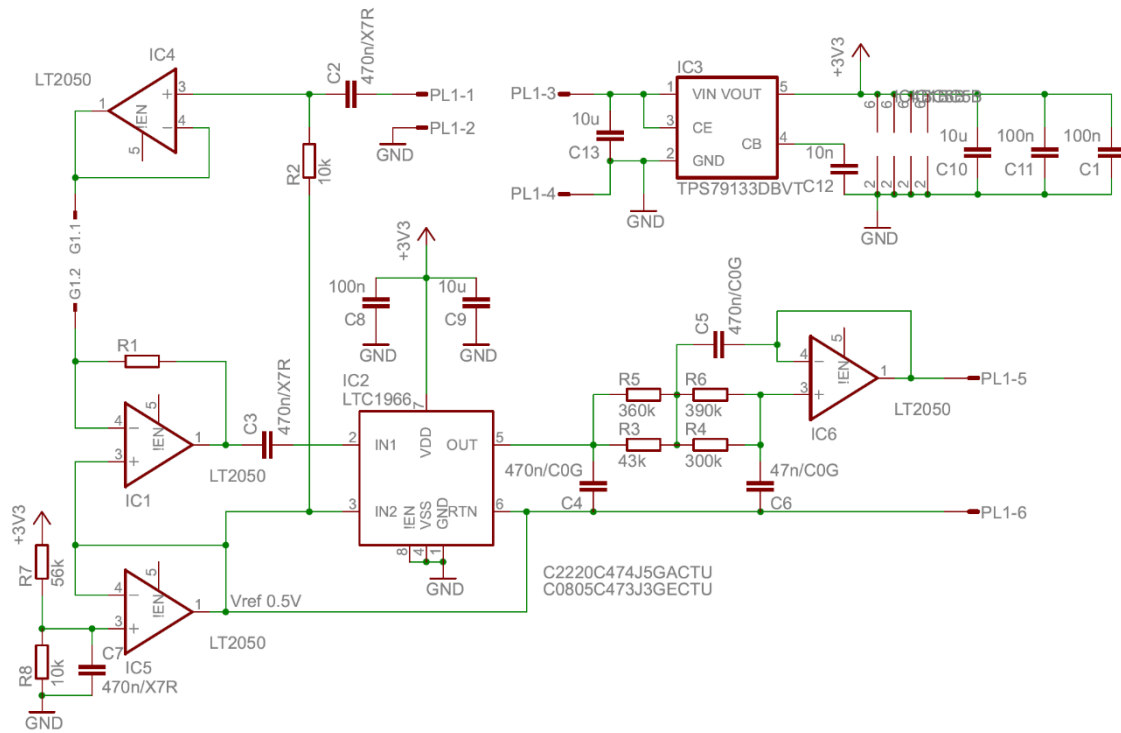 IC4
LT2050
1
3
+
4
−
!EN
5
C2
470n/X7R
PL1-1
PL1-2
GND
R2
10k
G1.1
G1.2
PL1-3
PL1-4
10u
C13
GND
IC3
1
VIN VOUT
5
3
CE
CB
4
2
GND
TPS79133DBVT
10n
C12
+3V3
6
6
6
6
2
2
2
2
GND
10u
C10
100n
C11
100n
C1
+3V3
100n
C8
GND
10u
C9
GND
R1
4
−
3
+
!EN
5
1
IC1
LT2050
C3
470n/X7R
IC2
LTC1966
2
IN1
7
VDD
OUT
5
3
IN2
RTN
6
!EN
VSS
GND
8
4
1
GND
C5
470n/C0G
R5
360k
R6
390k
R3
43k
R4
300k
470n/C0G
C4
47n/C0G
C6
4
−
3
+
!EN
5
1
IC6
LT2050
PL1-5
PL1-6
+3V3
R7
56k
R8
10k
GND
C7
470n/X7R
4
−
3
+
!EN
5
1
IC5
LT2050
Vref 0.5V
C2220C474J5GACTU
C0805C473J3GECTU